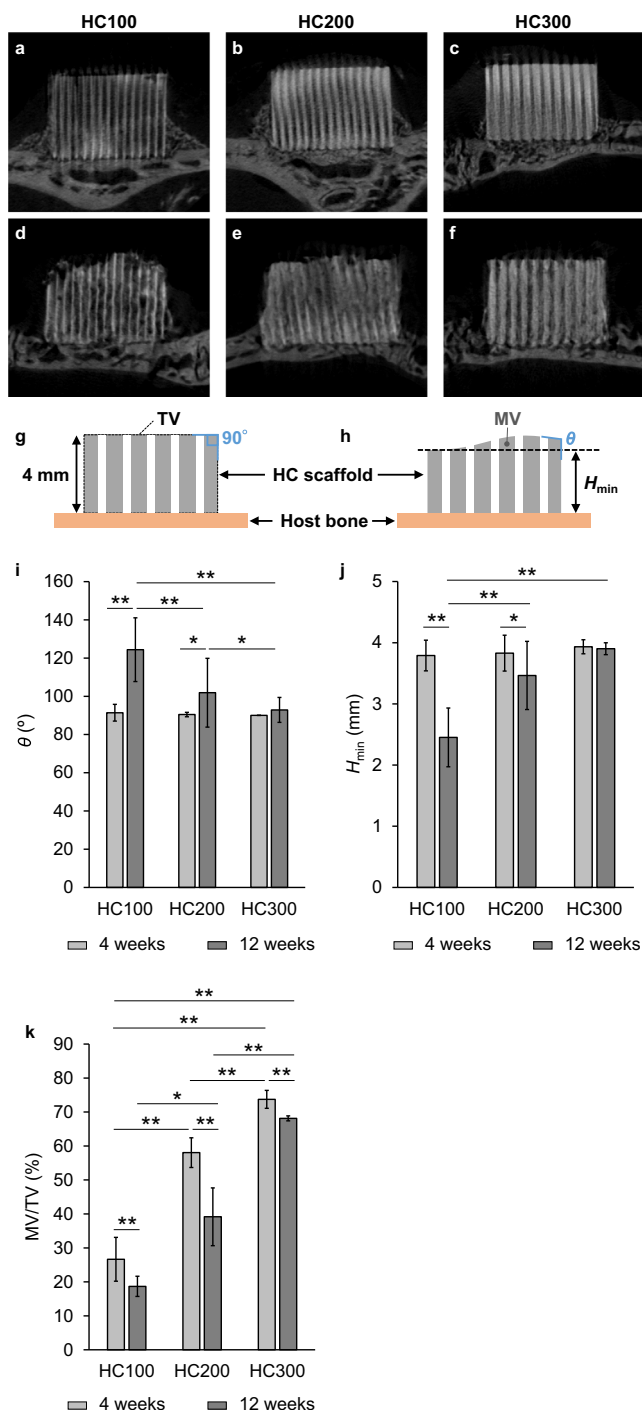 HC100 HC200 HC300
a b c
d e f
g TV 90° h MV θ
4 mm HC scaffold Hmin
Host bone
i
**
** **
** * *
160
140
120
100
80
60
40
20
0
θ (º)
HC100 HC200 HC300
4 weeks 12 weeks
j
**
**
** *
5
4
3
2
1
0
Hmin (mm)
HC100 HC200 HC300
4 weeks 12 weeks
k
**
**
**
** **
*
** **
**
90
80
70
60
50
40
30
20
10
0
MV/TV (%)
HC100 HC200 HC300
4 weeks 12 weeks